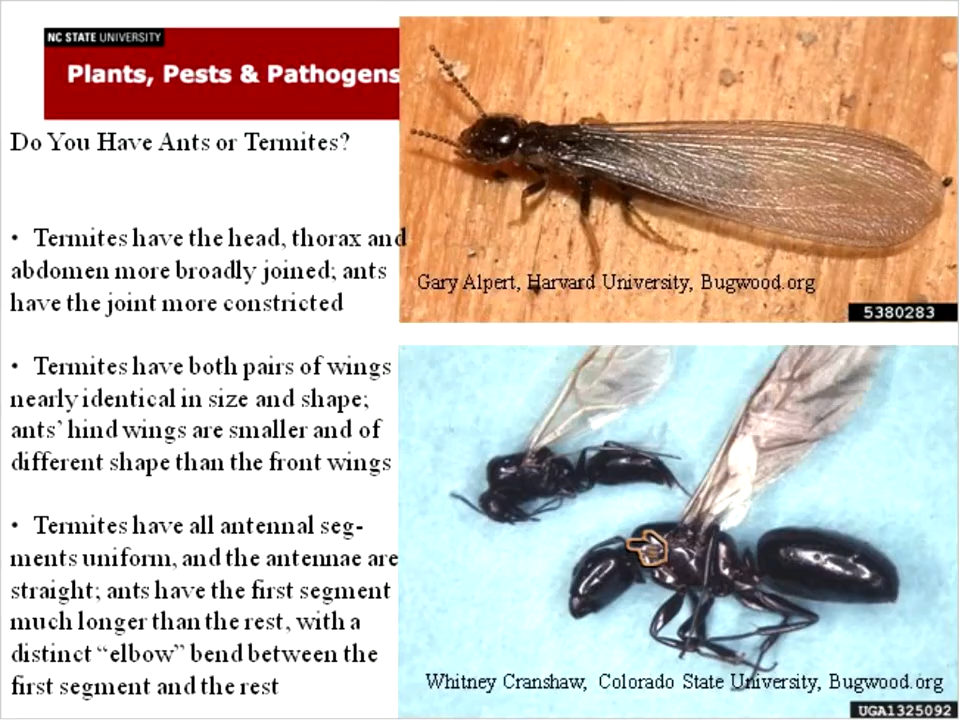 NC STATE UNIVERSITY
Plants, Pests & Pathogens
Do You Have Ants or Termites?
• Termites have the head, thorax and
abdomen more broadly joined; ants
have the joint more constricted
• Termites have both pairs of wings
nearly identical in size and shape;
ants’ hind wings are smaller and of
different shape than the front wings
• Termites have all antennal seg-
ments uniform, and the antennae are
straight; ants have the first segment
much longer than the rest, with a
distinct “elbow” bend between the
first segment and the rest
Gary Alpert, Harvard University, Bugwood.org
5380283
Whitney Cranshaw, Colorado State University, Bugwood.org
UGA1325092